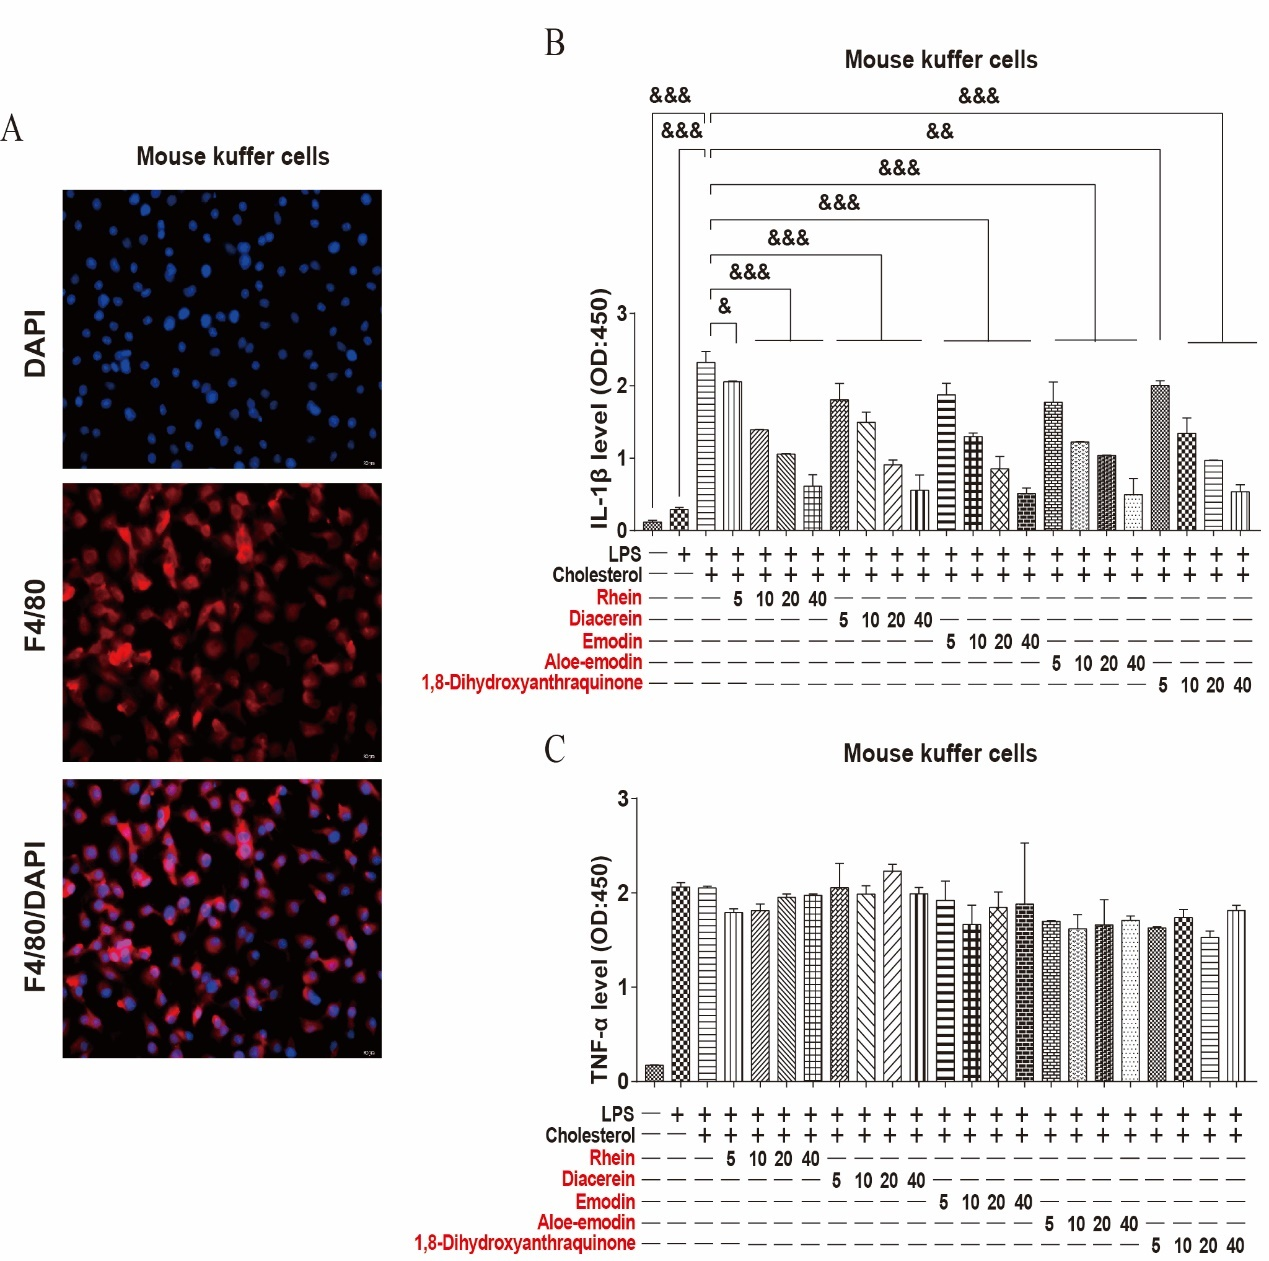 A
Mouse kuffer cells
DAPI
F4/80
F4/80/DAPI
B
Mouse kuffer cells
&&& &&&
&&& &&
&&&
&&&
&&&
&&&
&
IL-1β level (OD:450)
3
2
1
0
LPS — + + + + + + + + + + + + + + + + + + + + + +
Cholesterol — — + + + + + + + + + + + + + + + + + + + + +
Rhein — — — 5 10 20 40 — — — — — — — — — — — — — — — —
Diacerein — — — — — — — 5 10 20 40 — — — — — — — — — — — —
Emodin — — — — — — — — — — — 5 10 20 40 — — — — — — — —
Aloe-emodin — — — — — — — — — — — — — — — 5 10 20 40 — — — —
1,8-Dihydroxyanthraquinone — — — — — — — — — — — — — — — — — — — 5 10 20 40
C
Mouse kuffer cells
TNF-α level (OD:450)
3
2
1
0
LPS — + + + + + + + + + + + + + + + + + + + + + +
Cholesterol — — + + + + + + + + + + + + + + + + + + + + +
Rhein — — — 5 10 20 40 — — — — — — — — — — — — — — — —
Diacerein — — — — — — — 5 10 20 40 — — — — — — — — — — — —
Emodin — — — — — — — — — — — 5 10 20 40 — — — — — — — —
Aloe-emodin — — — — — — — — — — — — — — — 5 10 20 40 — — — —
1,8-Dihydroxyanthraquinone — — — — — — — — — — — — — — — — — — — 5 10 20 40